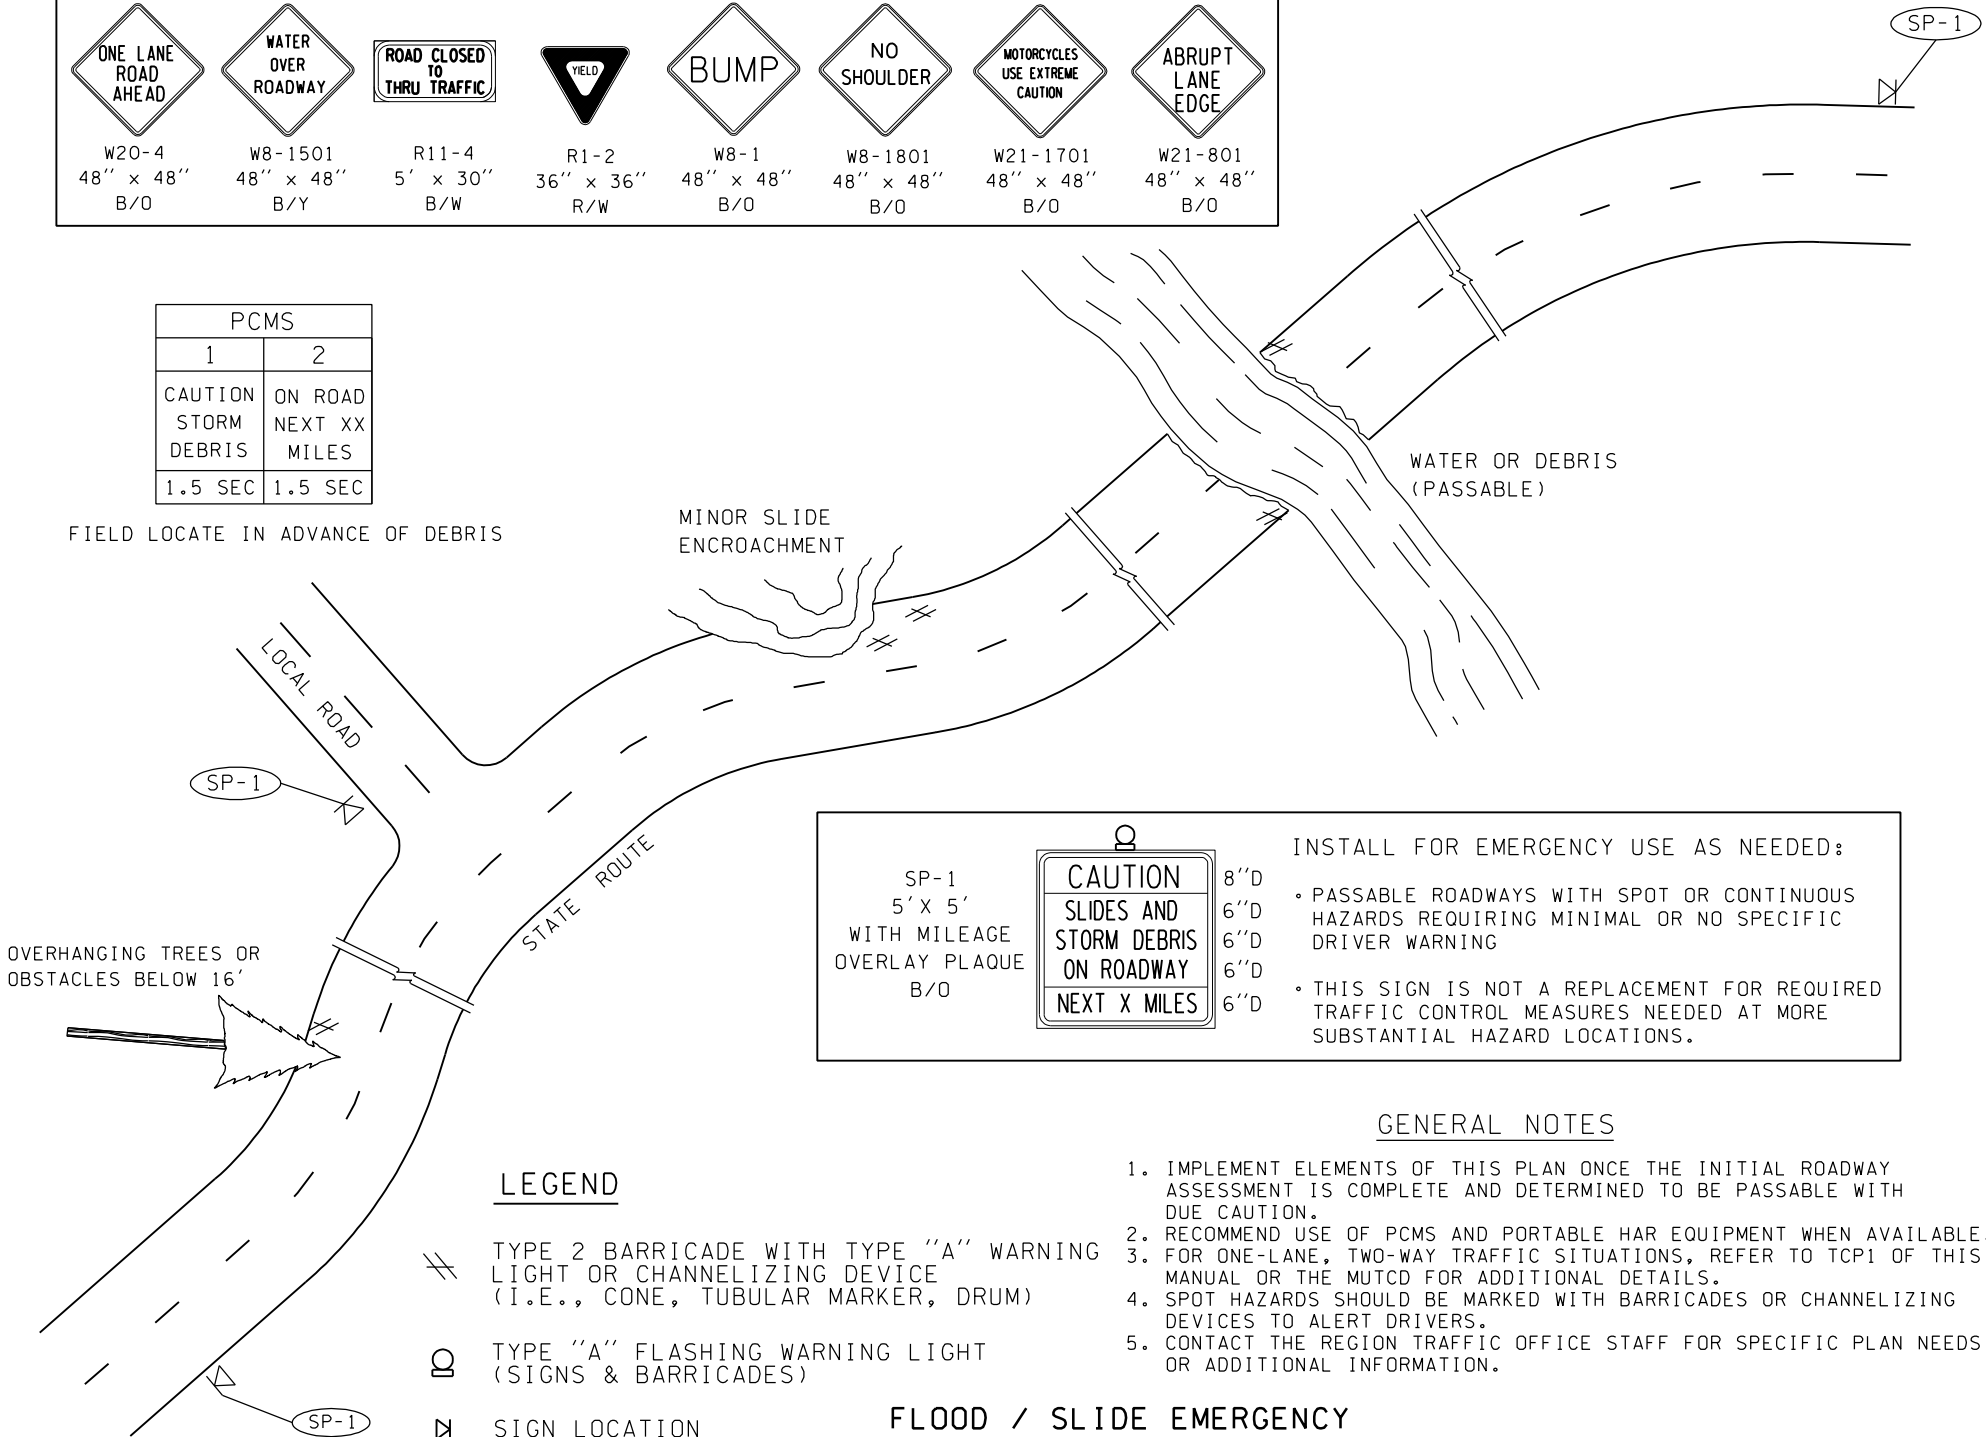 SP-1
ONE LANE
ROAD
AHEAD
W20-4
48" x 48"
B/O
WATER
OVER
ROADWAY
W8-1501
48" x 48"
B/Y
ROAD CLOSED
TO
THRU TRAFFIC
R11-4
5' x 30"
B/W
YIELD
R1-2
36" x 36"
R/W
BUMP
W8-1
48" x 48"
B/O
NO
SHOULDER
W8-1801
48" x 48"
B/O
MOTORCYCLES
USE EXTREME
CAUTION
W21-1701
48" x 48"
B/O
ABRUPT
LANE
EDGE
W21-801
48" x 48"
B/O
PCMS
1
2
CAUTION
STORM
DEBRIS
ON ROAD
NEXT XX
MILES
1.5 SEC
1.5 SEC
FIELD LOCATE IN ADVANCE OF DEBRIS
MINOR SLIDE
ENCROACHMENT
WATER OR DEBRIS
(PASSABLE)
LOCAL ROAD
SP-1
STATE ROUTE
OVERHANGING TREES OR
OBSTACLES BELOW 16'
SP-1
5'X 5'
WITH MILEAGE
OVERLAY PLAQUE
B/O
CAUTION
SLIDES AND
STORM DEBRIS
ON ROADWAY
NEXT X MILES
8"D
6"D
6"D
6"D
6"D
INSTALL FOR EMERGENCY USE AS NEEDED:
• PASSABLE ROADWAYS WITH SPOT OR CONTINUOUS
HAZARDS REQUIRING MINIMAL OR NO SPECIFIC
DRIVER WARNING
• THIS SIGN IS NOT A REPLACEMENT FOR REQUIRED
TRAFFIC CONTROL MEASURES NEEDED AT MORE
SUBSTANTIAL HAZARD LOCATIONS.
GENERAL NOTES
1. IMPLEMENT ELEMENTS OF THIS PLAN ONCE THE INITIAL ROADWAY
ASSESSMENT IS COMPLETE AND DETERMINED TO BE PASSABLE WITH
DUE CAUTION.
2. RECOMMEND USE OF PCMS AND PORTABLE HAR EQUIPMENT WHEN AVAILABLE.
3. FOR ONE-LANE, TWO-WAY TRAFFIC SITUATIONS, REFER TO TCP1 OF THIS
MANUAL OR THE MUTCD FOR ADDITIONAL DETAILS.
4. SPOT HAZARDS SHOULD BE MARKED WITH BARRICADES OR CHANNELIZING
DEVICES TO ALERT DRIVERS.
5. CONTACT THE REGION TRAFFIC OFFICE STAFF FOR SPECIFIC PLAN NEEDS
OR ADDITIONAL INFORMATION.
LEGEND
TYPE 2 BARRICADE WITH TYPE "A" WARNING
LIGHT OR CHANNELIZING DEVICE
(I.E., CONE, TUBULAR MARKER, DRUM)
TYPE "A" FLASHING WARNING LIGHT
(SIGNS & BARRICADES)
SIGN LOCATION
SP-1
FLOOD / SLIDE EMERGENCY